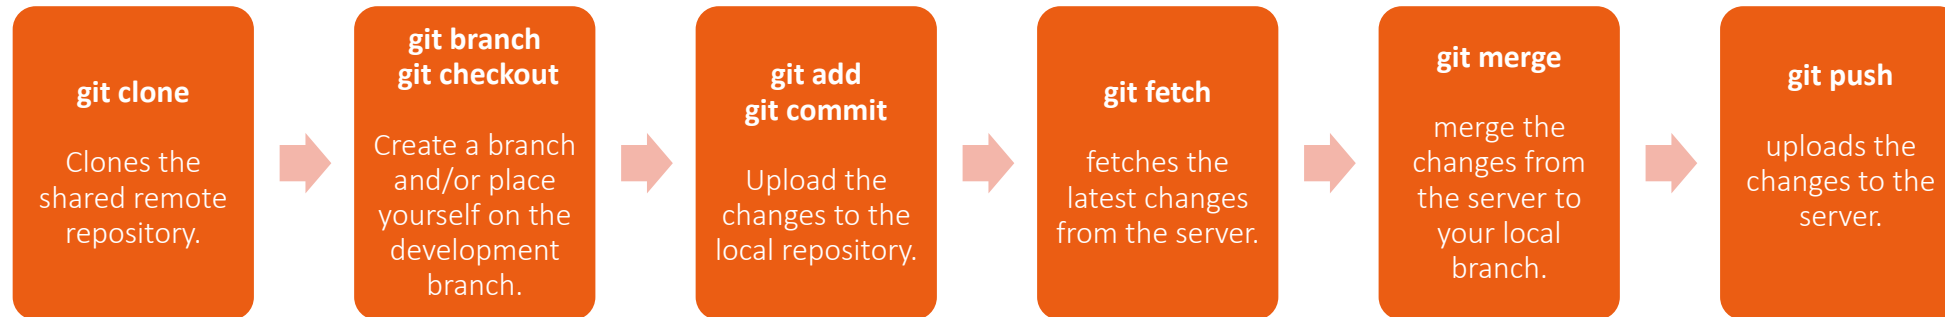 git clone
Clones the
shared remote
repository.
git branch
git checkout
Create a branch
and/or place
yourself on the
development
branch.
git add
git commit
Upload the
changes to the
local repository.
git fetch
fetches the
latest changes
from the server.
git merge
merge the
changes from
the server to
your local
branch.
git push
uploads the
changes to the
server.